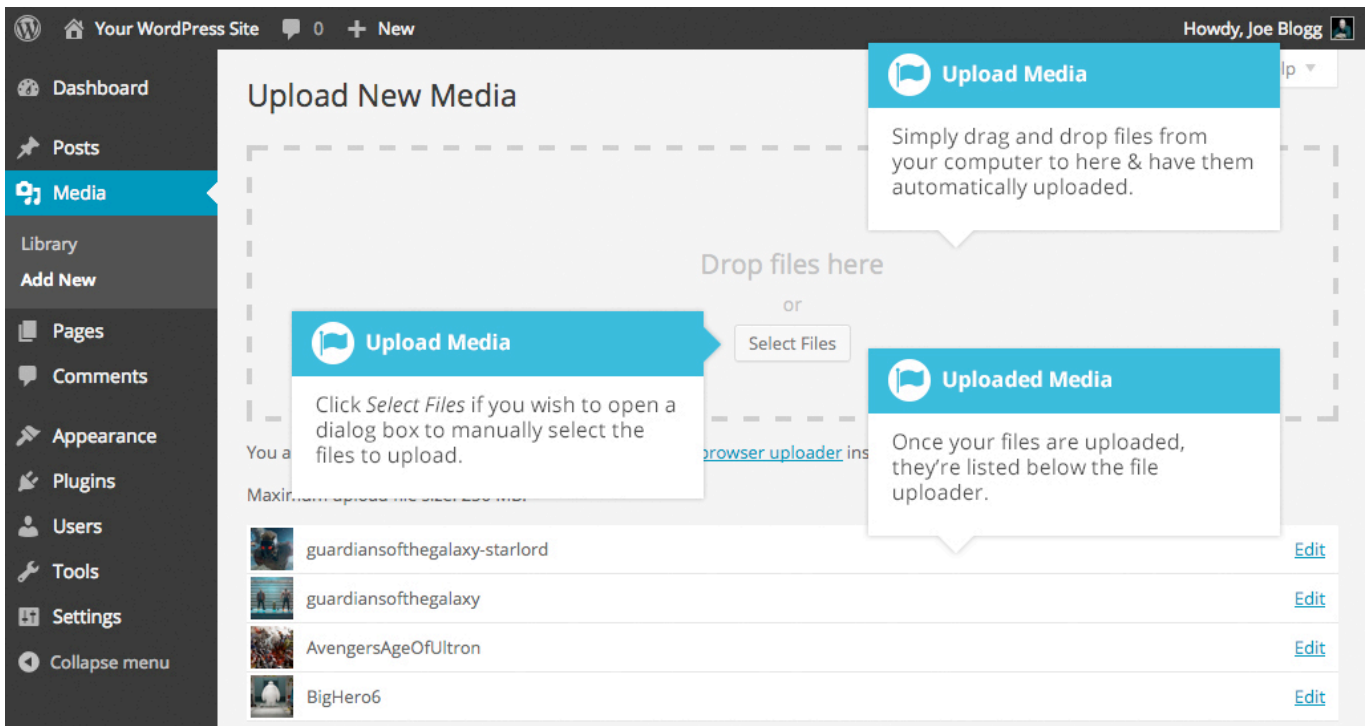 Your WordPress Site 0 + New Howdy, Joe Blogg
Dashboard
Posts
Media
Library
Add New
Pages
Comments
Appearance
Plugins
Users
Tools
Settings
Collapse menu
Upload New Media
Upload Media
Simply drag and drop files from
your computer to here & have them
automatically uploaded.
Drop files here
or
Select Files
Upload Media
Click Select Files if you wish to open a
dialog box to manually select the
files to upload.
Uploaded Media
Once your files are uploaded,
they're listed below the file
uploader.
You browser uploader
guardiansofthegalaxy-starlord Edit
guardiansofthegalaxy Edit
AvengersAgeOfUltron Edit
BigHero6 Edit